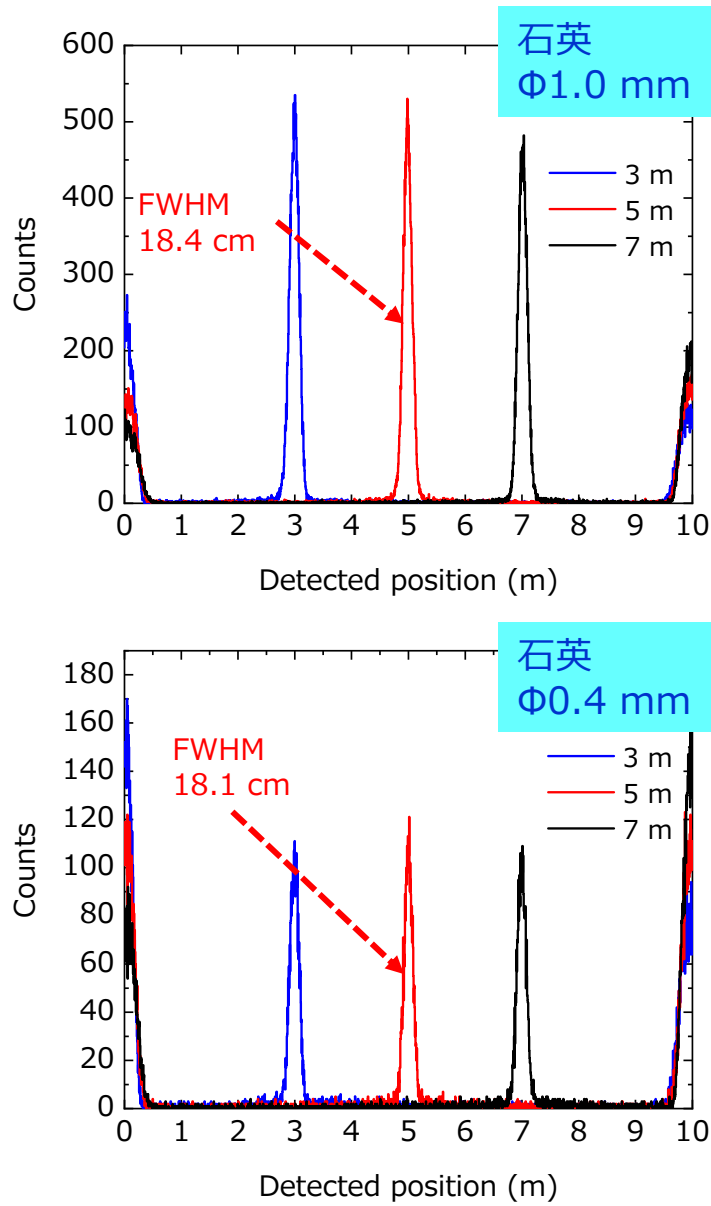 石英
Φ1.0 mm
600
500
400
300
200
100
0
Counts
FWHM
18.4 cm
3 m
5 m
7 m
0 1 2 3 4 5 6 7 8 9 10
Detected position (m)
石英
Φ0.4 mm
180
160
140
120
100
80
60
40
20
0
Counts
FWHM
18.1 cm
3 m
5 m
7 m
0 1 2 3 4 5 6 7 8 9 10
Detected position (m)